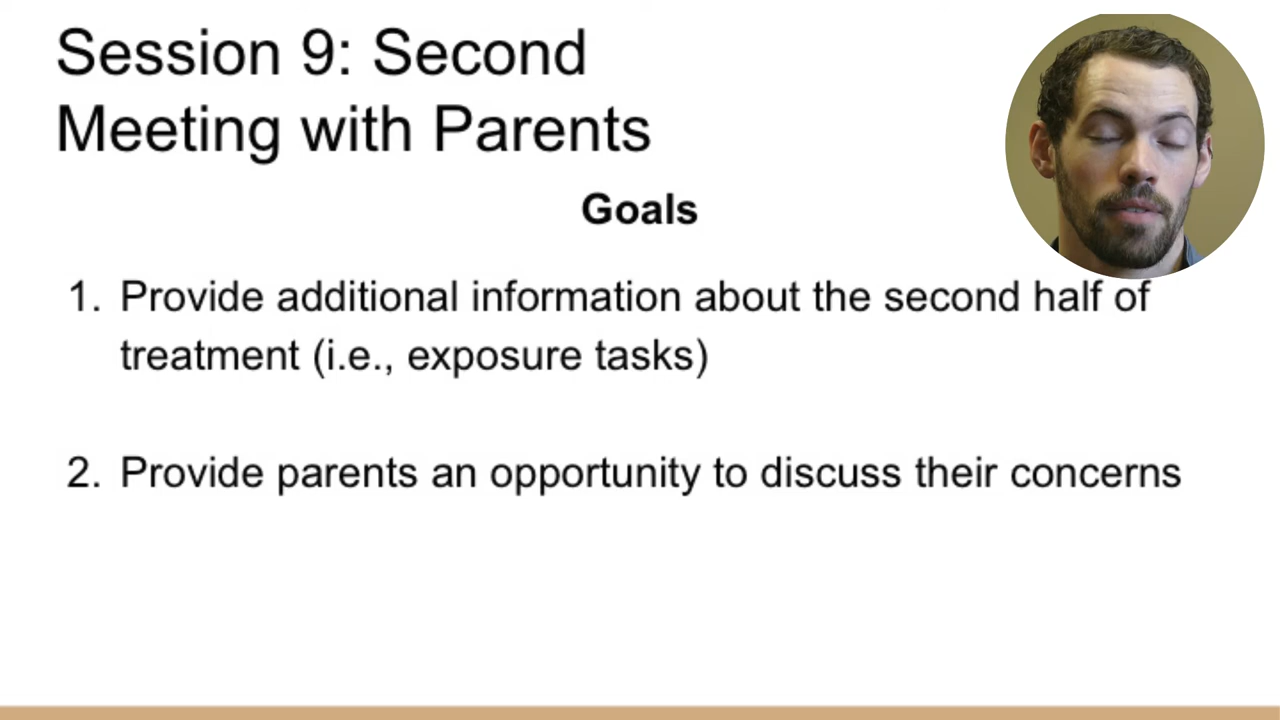 Session 9: Second
Meeting with Parents
Goals
1. Provide additional information about the second half of
treatment (i.e., exposure tasks)
2. Provide parents an opportunity to discuss their concerns